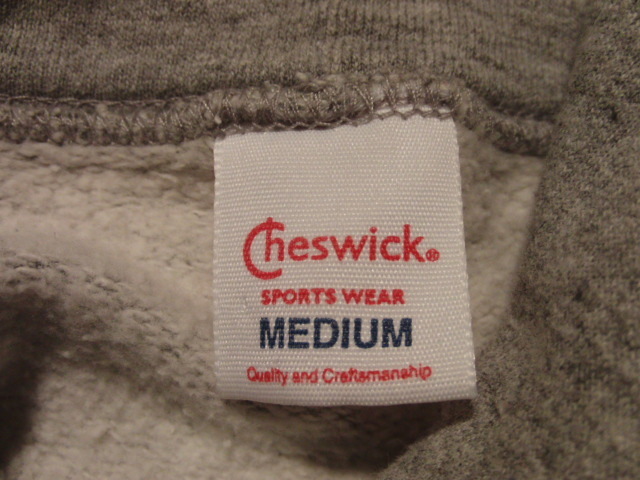 Cheswick®
SPORTS WEAR
MEDIUM
Quality and Craftsmanship